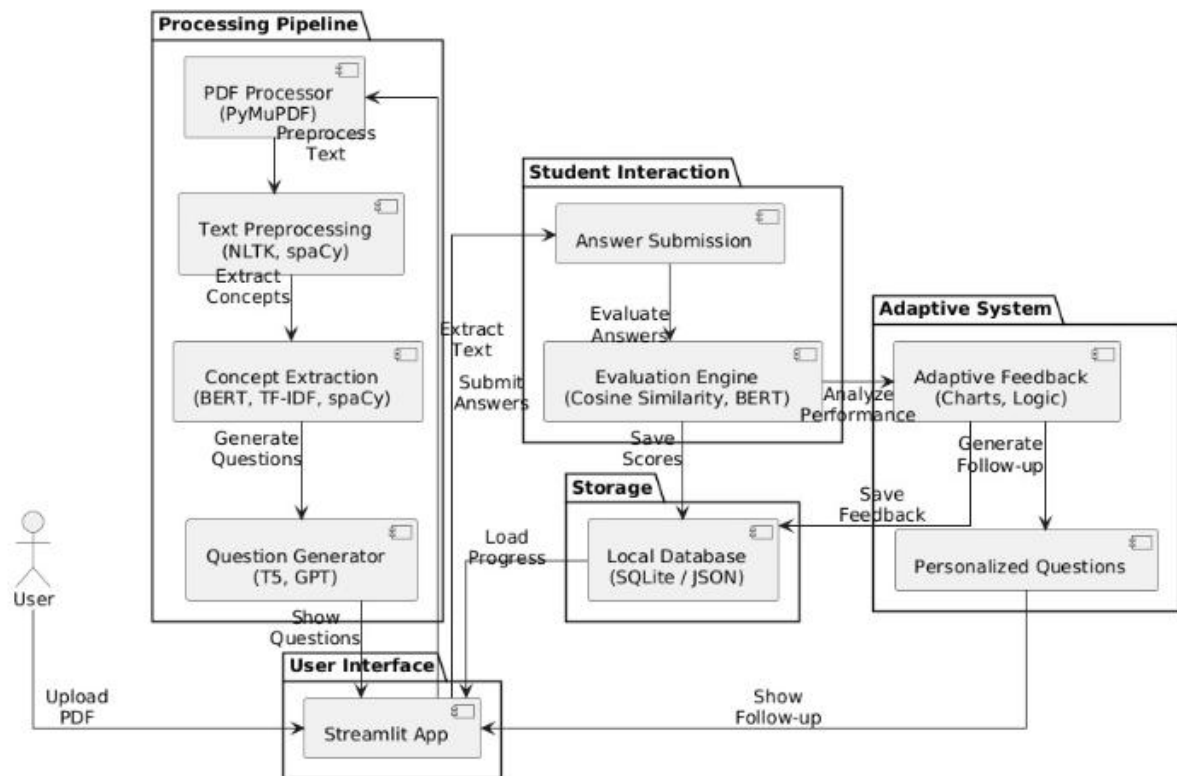 Processing Pipeline
PDF Processor
(PyMuPDF)
Preprocess
Text
Text Preprocessing
(NLTK, spaCy)
Extract
Concepts
Concept Extraction
(BERT, TF-IDF, spaCy)
Generate
Questions
Question Generator
(T5, GPT)
Show
Questions
Extract
Text
Submit
Answers
Student Interaction
Answer Submission
Evaluate
Answers
Evaluation Engine
(Cosine Similarity, BERT)
Analyze
Performance
Save
Scores
Adaptive System
Adaptive Feedback
(Charts, Logic)
Generate
Follow-up
Save
Feedback
Personalized Questions
Storage
Local Database
(SQLite / JSON)
Load
Progress
User
Upload
PDF
User Interface
Streamlit App
Show
Follow-up